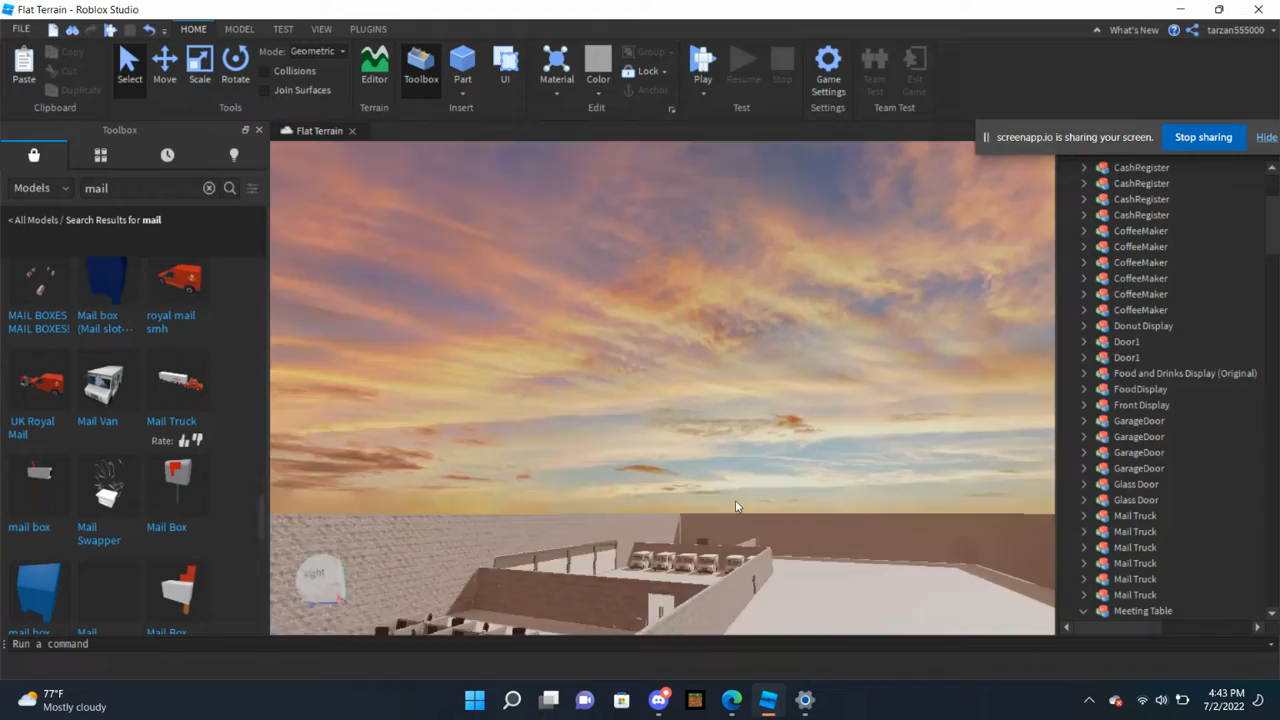 Flat Terrain - Roblox Studio
FILE
HOME
MODEL
TEST
VIEW
PLUGINS
What's New
tarzan555000
Paste
Copy
Cut
Duplicate
Clipboard
Select
Move
Scale
Rotate
Mode: Geometric
Collisions
Join Surfaces
Tools
Editor
Terrain
Toolbox
Part
UI
Insert
Material
Color
Group
Lock
Anchor
Edit
Play
Resume
Stop
Test
Game
Settings
Settings
Team
Test
Exit
Game
Team Test
Toolbox
Flat Terrain
screenapp.io is sharing your screen.
Stop sharing
Hide
Models
mail
< All Models / Search Results for mail
MAIL BOXES
MAIL BOXES!
Mail box
(Mail slot-...
royal mail
smh
UK Royal
Mail
Mail Van
Mail Truck
Rate:
mail box
Mail
Swapper
Mail Box
mail box
Mail
Mail Box
Right
CashRegister
CashRegister
CashRegister
CashRegister
CoffeeMaker
CoffeeMaker
CoffeeMaker
CoffeeMaker
CoffeeMaker
CoffeeMaker
Donut Display
Door1
Door1
Food and Drinks Display (Original)
FoodDisplay
Front Display
GarageDoor
GarageDoor
GarageDoor
GarageDoor
Glass Door
Glass Door
Mail Truck
Mail Truck
Mail Truck
Mail Truck
Mail Truck
Mail Truck
Meeting Table
Run a command
77°F
Mostly cloudy
4:43 PM
7/2/2022